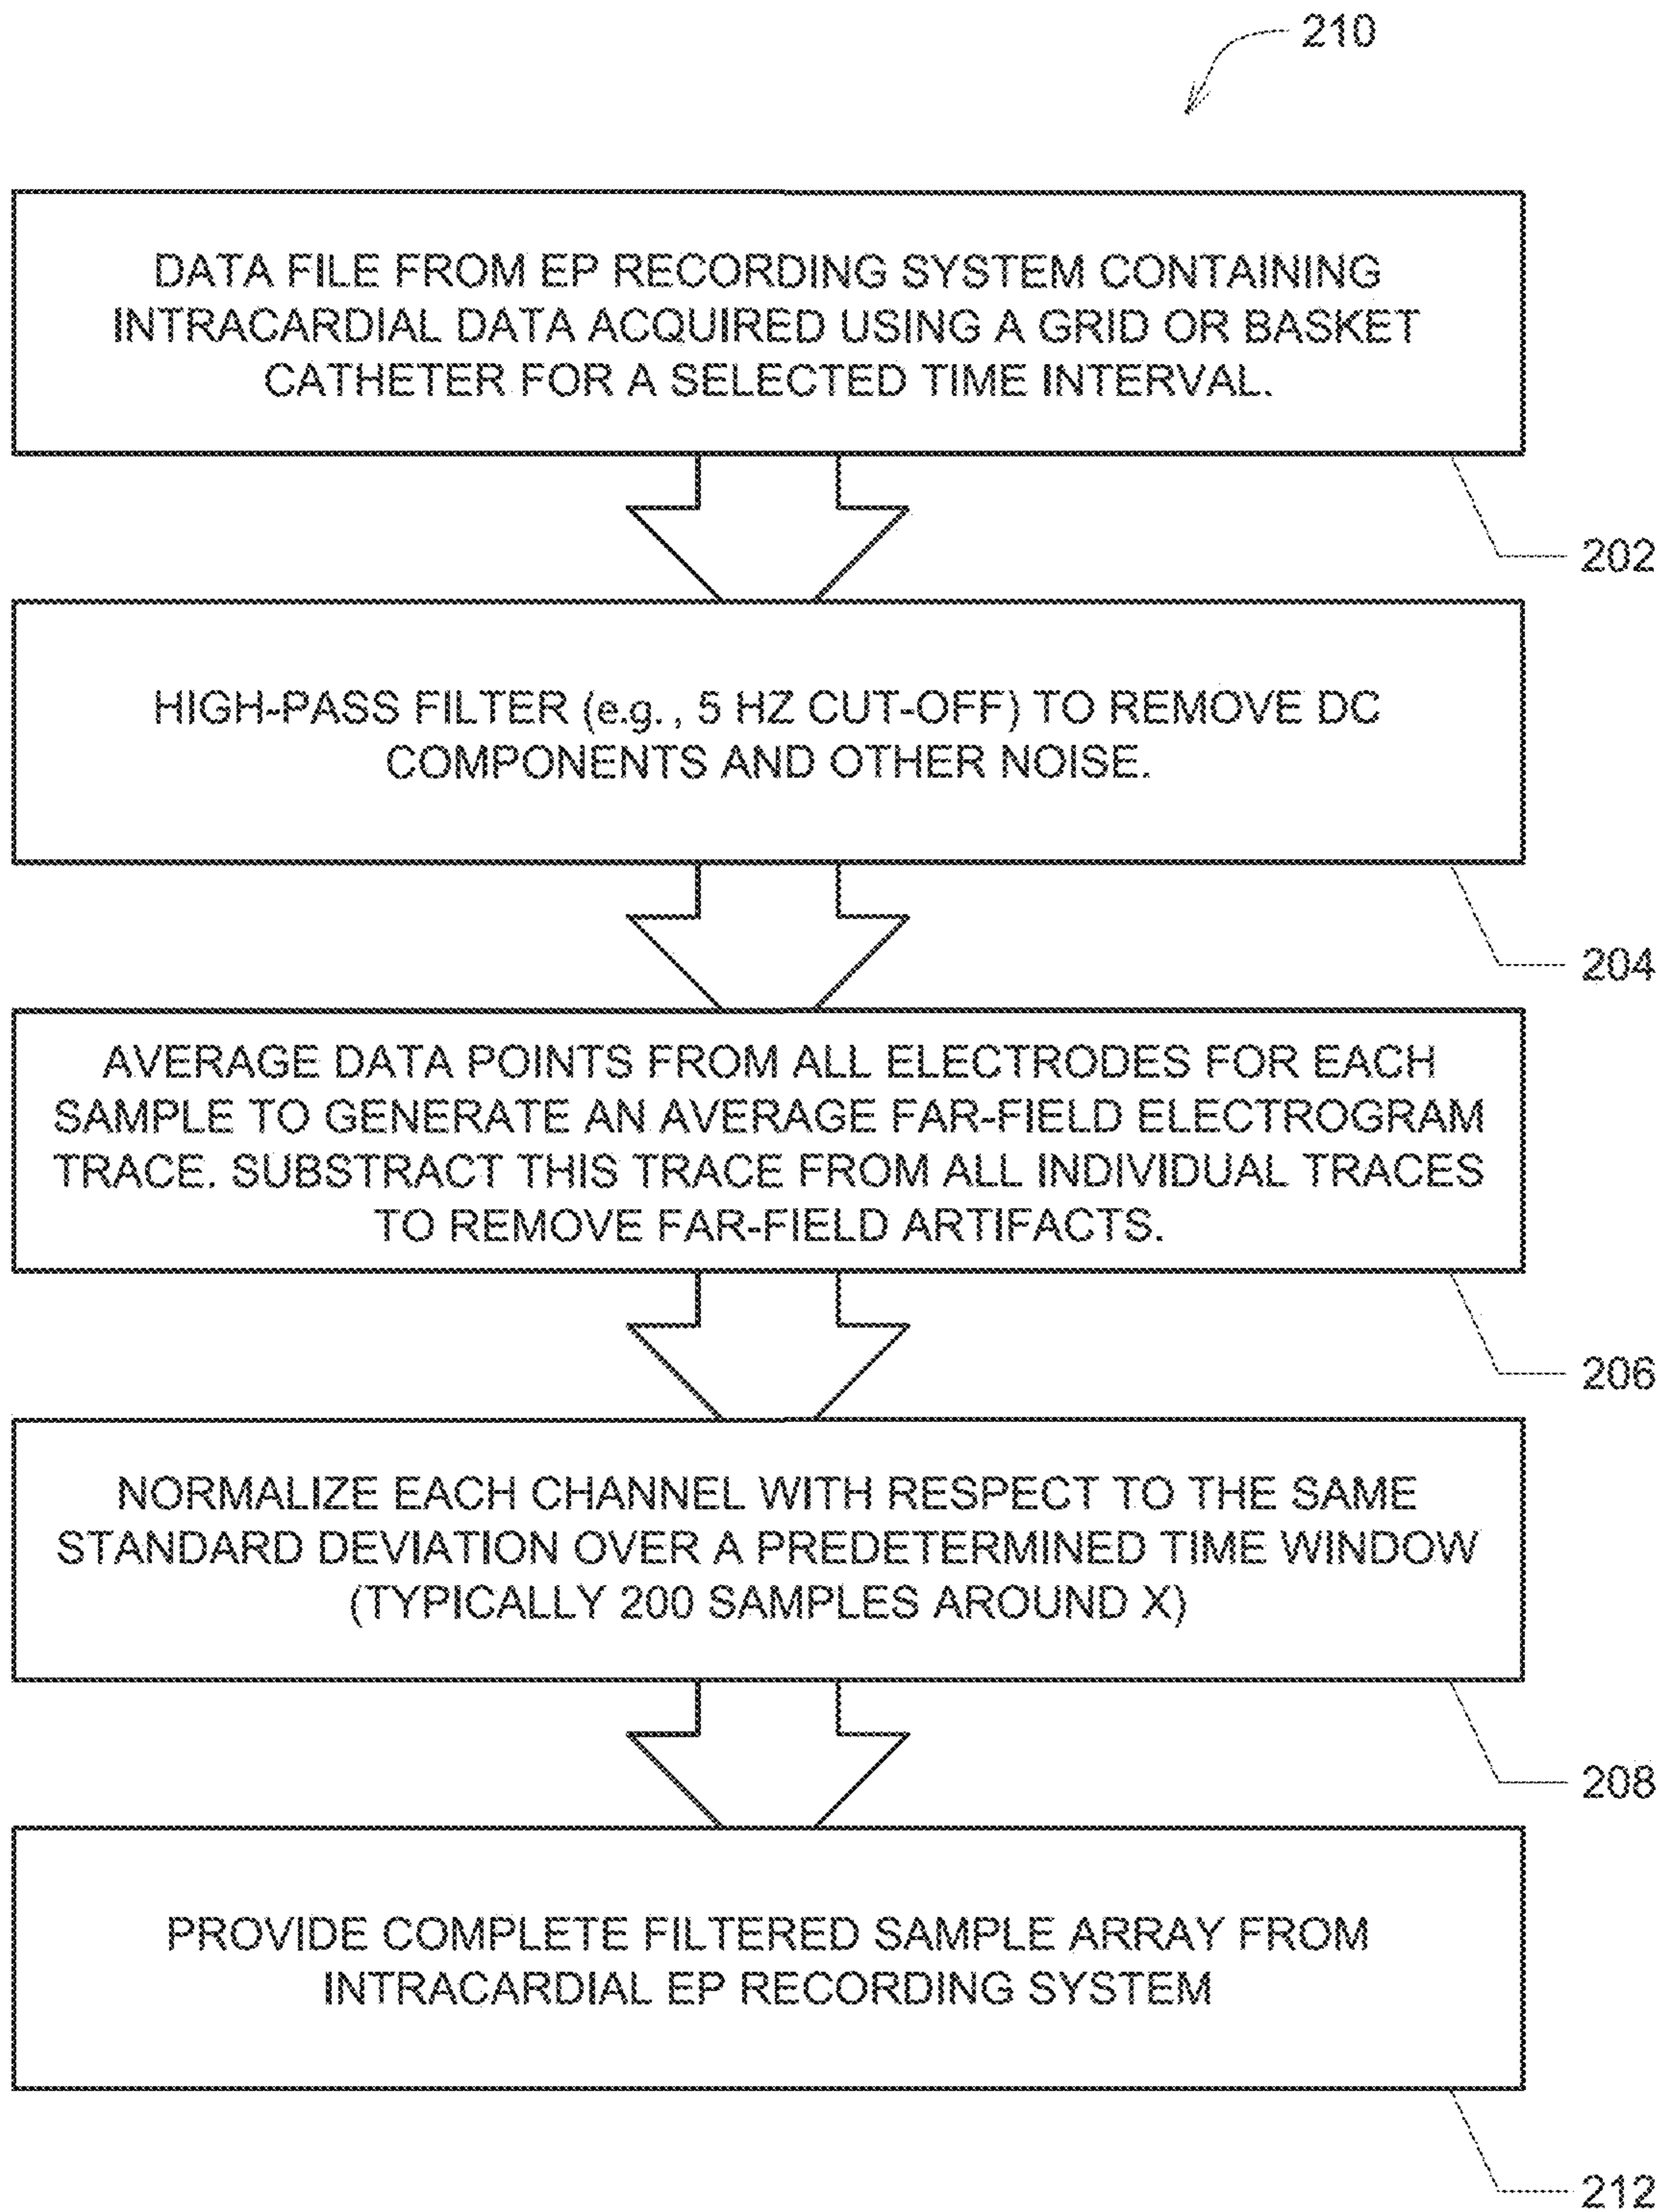 210
DATA FILE FROM EP RECORDING SYSTEM CONTAINING
INTRACARDIAL DATA ACQUIRED USING A GRID OR BASKET
CATHETER FOR A SELECTED TIME INTERVAL.
202
HIGH-PASS FILTER (e.g., 5 HZ CUT-OFF) TO REMOVE DC
COMPONENTS AND OTHER NOISE.
204
AVERAGE DATA POINTS FROM ALL ELECTRODES FOR EACH
SAMPLE TO GENERATE AN AVERAGE FAR-FIELD ELECTROGRAM
TRACE. SUBSTRACT THIS TRACE FROM ALL INDIVIDUAL TRACES
TO REMOVE FAR-FIELD ARTIFACTS.
206
NORMALIZE EACH CHANNEL WITH RESPECT TO THE SAME
STANDARD DEVIATION OVER A PREDETERMINED TIME WINDOW
(TYPICALLY 200 SAMPLES AROUND X)
208
PROVIDE COMPLETE FILTERED SAMPLE ARRAY FROM
INTRACARDIAL EP RECORDING SYSTEM
212